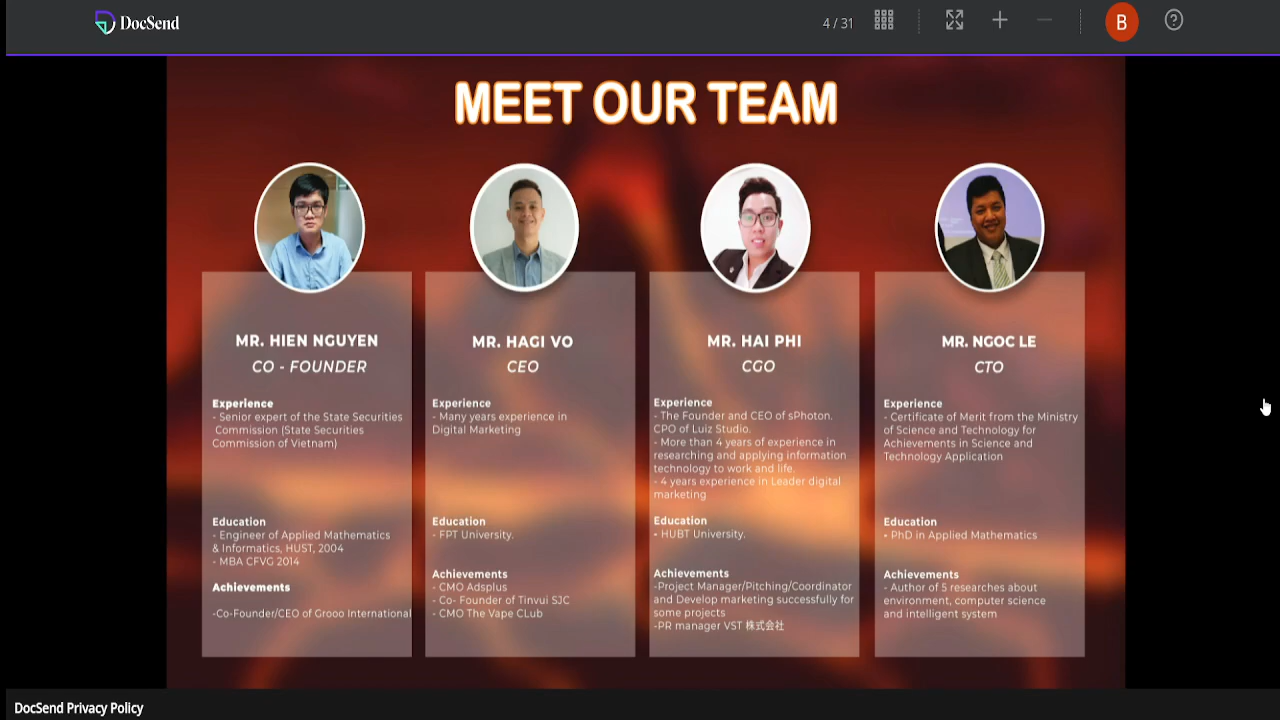 DocSend
4 / 31
B
?
MEET OUR TEAM
MR. HIEN NGUYEN
CO - FOUNDER
Experience
- Senior expert of the State Securities
Commission (State Securities
Commission of Vietnam)
Education
- Engineer of Applied Mathematics
& Informatics, HUST, 2004
- MBA CFVG 2014
Achievements
-Co-Founder/CEO of Grooo International
MR. HAGI VO
CEO
Experience
- Many years experience in
Digital Marketing
Education
- FPT University.
Achievements
- CMO Adsplus
- Co- Founder of Tinvui SJC
- CMO The Vape CLub
MR. HAI PHI
CGO
Experience
- The Founder and CEO of sPhoton.
CPO of Luiz Studio.
- More than 4 years of experience in
researching and applying information
technology to work and life.
- 4 years experience in Leader digital
marketing
Education
- HUBT University.
Achievements
-Project Manager/Pitching/Coordinator
and Develop marketing successfully for
some projects
-PR manager VST 株式会社
MR. NGOC LE
CTO
Experience
- Certificate of Merit from the Ministry
of Science and Technology for
Achievements in Science and
Technology Application
Education
- PhD in Applied Mathematics
Achievements
- Author of 5 researches about
environment, computer science
and intelligent system
DocSend Privacy Policy